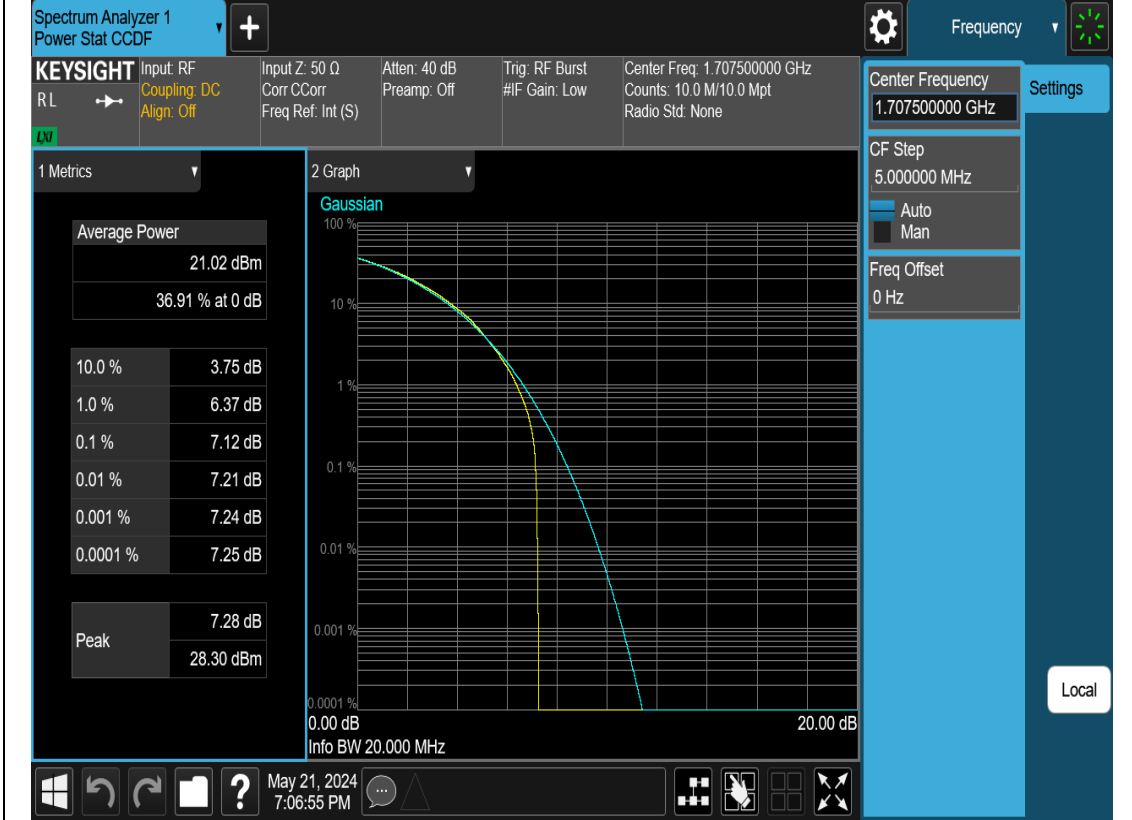 Spectrum Analyzer 1
Power Stat CCDF
Frequency
KEYSIGHT
RL
LXI
Input: RF
Coupling: DC
Align: Off
Input Z: 50 Ω
Corr CCorr
Freq Ref: Int (S)
Atten: 40 dB
Preamp: Off
Trig: RF Burst
#IF Gain: Low
Center Freq: 1.707500000 GHz
Counts: 10.0 M/10.0 Mpt
Radio Std: None
Center Frequency
1.707500000 GHz
Settings
CF Step
5.000000 MHz
Auto
Man
Freq Offset
0 Hz
1 Metrics
Average Power
21.02 dBm
36.91 % at 0 dB
10.0 % 3.75 dB
1.0 % 6.37 dB
0.1 % 7.12 dB
0.01 % 7.21 dB
0.001 % 7.24 dB
0.0001 % 7.25 dB
Peak
7.28 dB
28.30 dBm
2 Graph
Gaussian
100 %
10 %
1 %
0.1 %
0.01 %
0.001 %
0.0001 %
0.00 dB 20.00 dB
Info BW 20.000 MHz
Local
?
May 21, 2024
7:06:55 PM